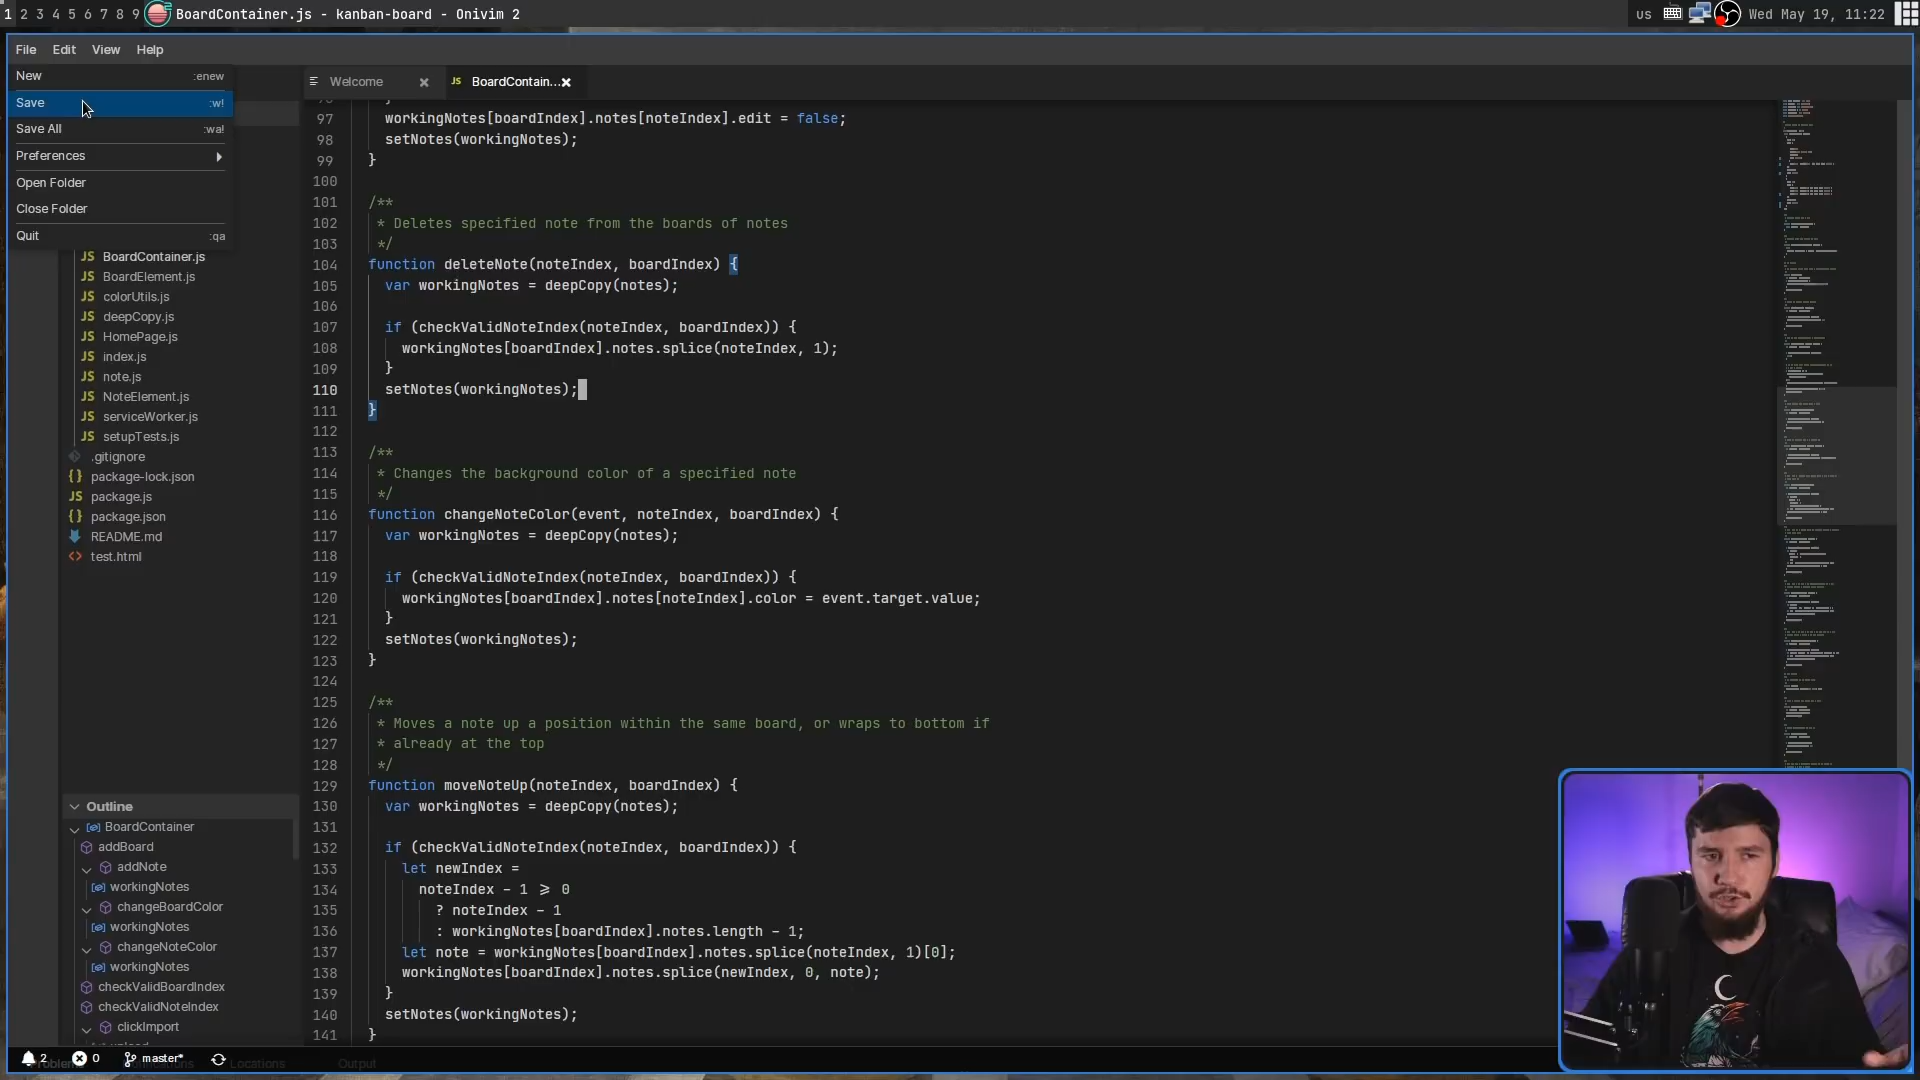 1 2 3 4 5 6 7 8 9 BoardContainer.js - kanban-board - Onivim 2
us Wed May 19, 11:22
File Edit View Help
New :enew
Save :w!
Save All :wa!
Preferences
Open Folder
Close Folder
Quit :qa
JS BoardContainer.js
JS BoardElement.js
JS colorUtils.js
JS deepCopy.js
JS HomePage.js
JS index.js
JS note.js
JS NoteElement.js
JS serviceWorker.js
JS setupTests.js
.gitignore
{} package-lock.json
JS package.js
{} package.json
README.md
<> test.html
Outline
BoardContainer
addBoard
addNote
workingNotes
changeBoardColor
workingNotes
changeNoteColor
workingNotes
checkValidBoardIndex
checkValidNoteIndex
clickImport
Welcome
JS BoardContain...
97 workingNotes[boardIndex].notes[noteIndex].edit = false;
98 setNotes(workingNotes);
99 }
100
101 /**
102 * Deletes specified note from the boards of notes
103 */
104 function deleteNote(noteIndex, boardIndex) {
105 var workingNotes = deepCopy(notes);
106
107 if (checkValidNoteIndex(noteIndex, boardIndex)) {
108 workingNotes[boardIndex].notes.splice(noteIndex, 1);
109 }
110 setNotes(workingNotes);
111 }
112
113 /**
114 * Changes the background color of a specified note
115 */
116 function changeNoteColor(event, noteIndex, boardIndex) {
117 var workingNotes = deepCopy(notes);
118
119 if (checkValidNoteIndex(noteIndex, boardIndex)) {
120 workingNotes[boardIndex].notes[noteIndex].color = event.target.value;
121 }
122 setNotes(workingNotes);
123 }
124
125 /**
126 * Moves a note up a position within the same board, or wraps to bottom if
127 * already at the top
128 */
129 function moveNoteUp(noteIndex, boardIndex) {
130 var workingNotes = deepCopy(notes);
131
132 if (checkValidNoteIndex(noteIndex, boardIndex)) {
133 let newIndex =
134 noteIndex - 1 ⩾ 0
135 ? noteIndex - 1
136 : workingNotes[boardIndex].notes.length - 1;
137 let note = workingNotes[boardIndex].notes.splice(noteIndex, 1)[0];
138 workingNotes[boardIndex].notes.splice(newIndex, 0, note);
139 }
140 setNotes(workingNotes);
141 }
2 0 master*
Locations Output